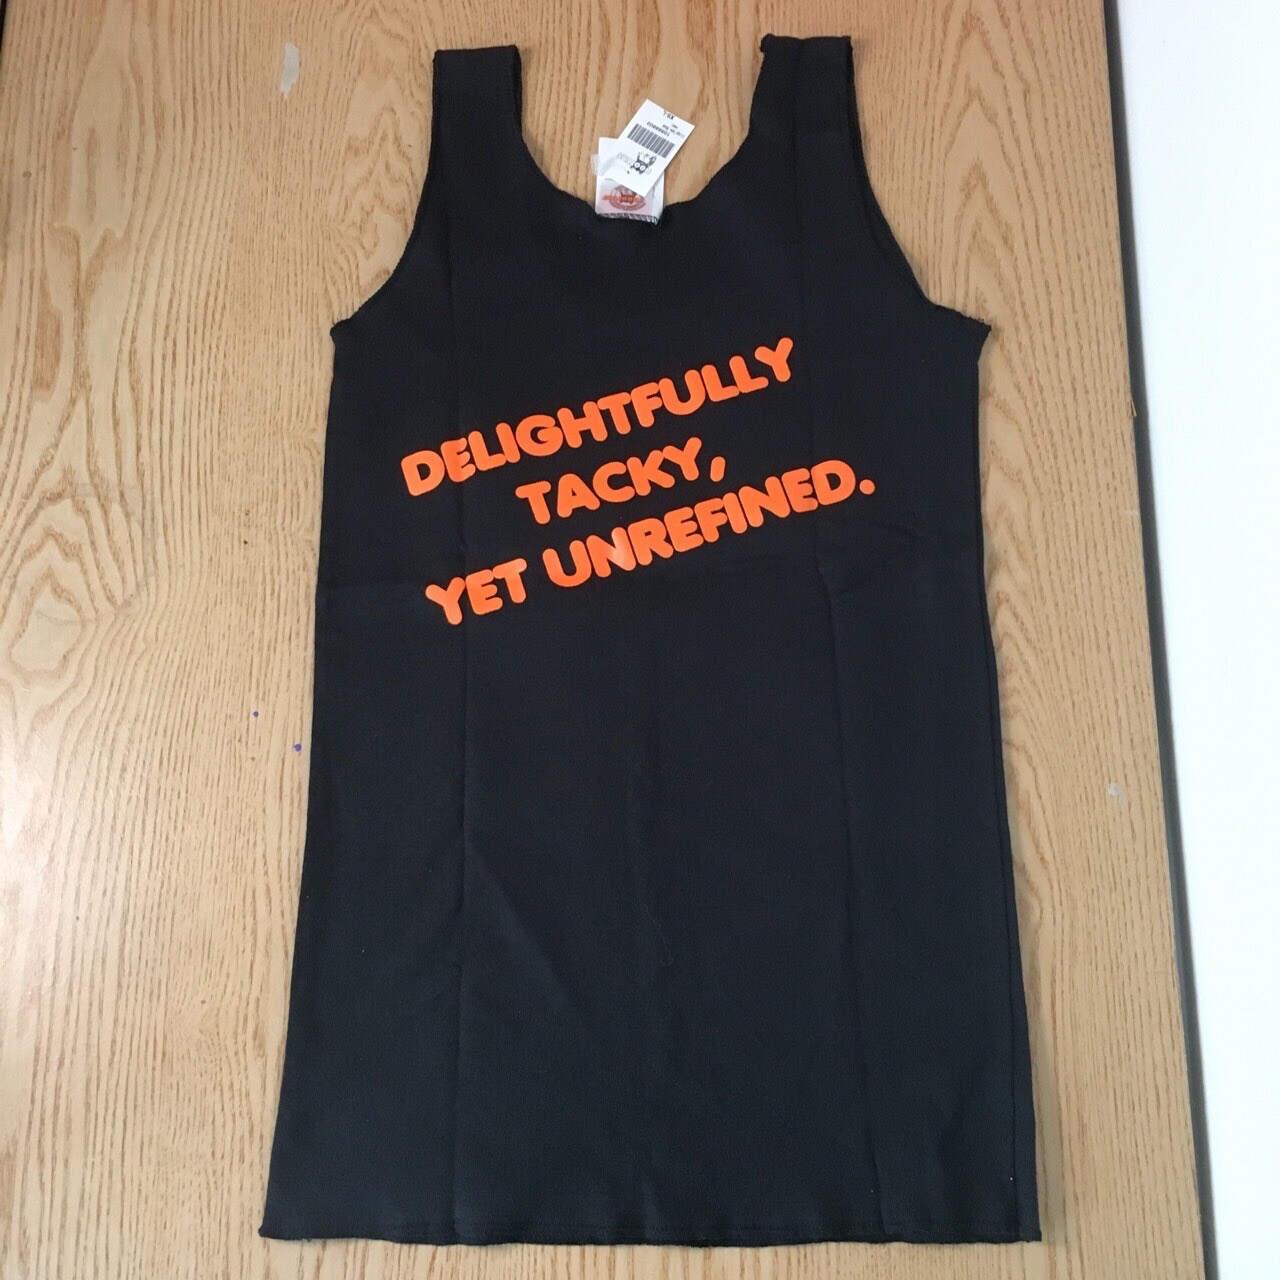 DELIGHTFULLY
TACKY,
YET UNREFINED.